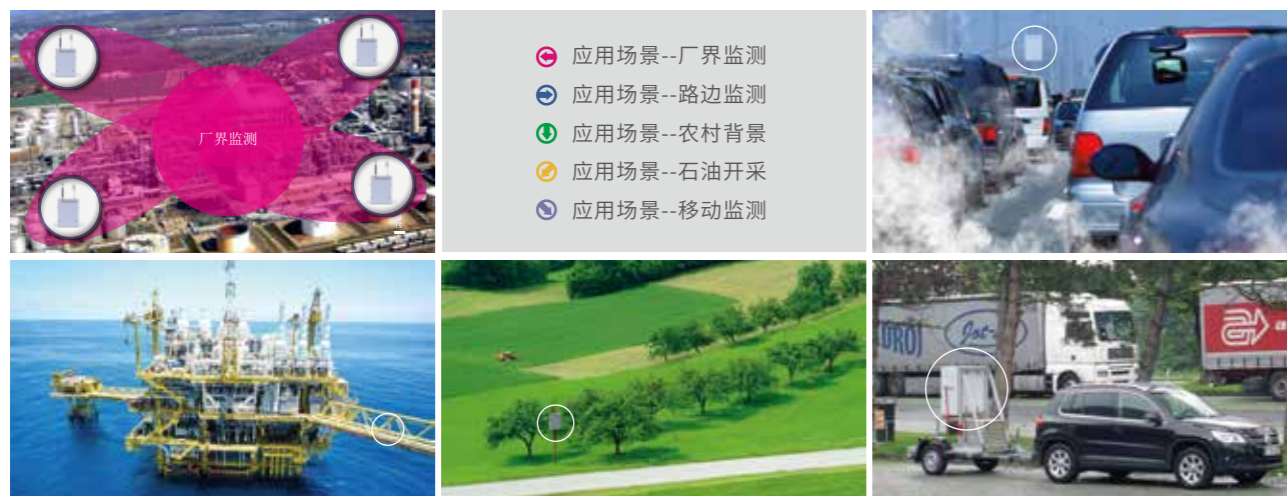 厂界监测
应用场景--厂界监测
应用场景--路边监测
应用场景--农村背景
应用场景--石油开采
应用场景--移动监测
Jot-